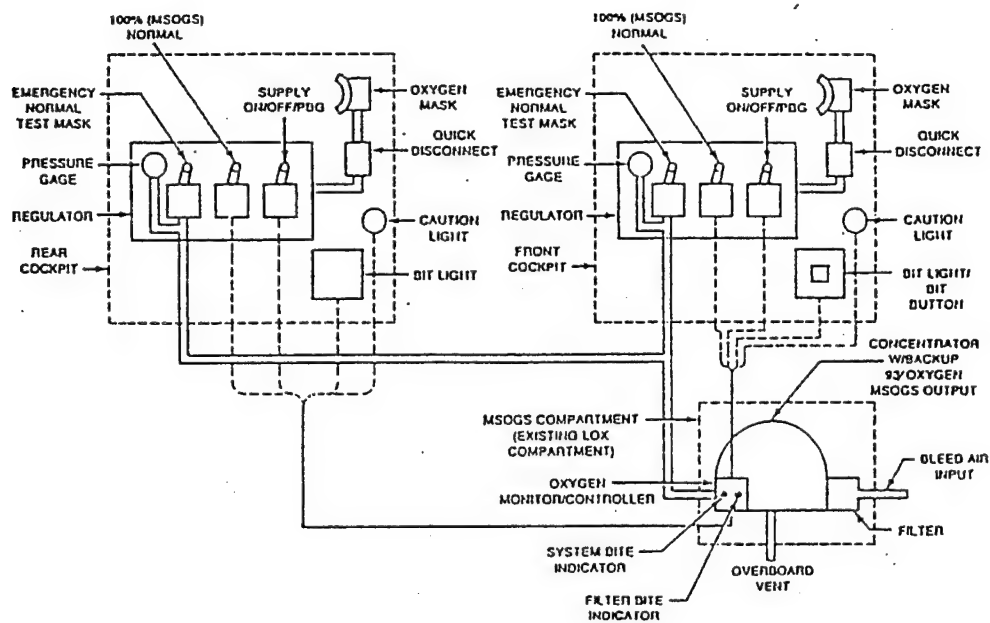 100% (MSOGS)
NORMAL
EMERGENCY
NORMAL
TEST MASK
SUPPLY
ON/OFF/PBG
OXYGEN
MASK
QUICK
DISCONNECT
PRESSURE
GAGE
REGULATOR
CAUTION
LIGHT
REAR
COCKPIT
BIT LIGHT
100% (MSOGS)
NORMAL
EMERGENCY
NORMAL
TEST MASK
SUPPLY
ON/OFF/PBG
OXYGEN
MASK
QUICK
DISCONNECT
PRESSURE
GAGE
REGULATOR
CAUTION
LIGHT
FRONT
COCKPIT
BIT LIGHT/
BIT
BUTTON
CONCENTRATOR
W/BACKUP
93/OXYGEN
MSOGS OUTPUT
MSOGS COMPARTMENT
(EXISTING LOX
COMPARTMENT)
BLEED AIR
INPUT
OXYGEN
MONITOR/CONTROLLER
FILTER
SYSTEM BITE
INDICATOR
OVERBOARD
VENT
FILTER BITE
INDICATOR